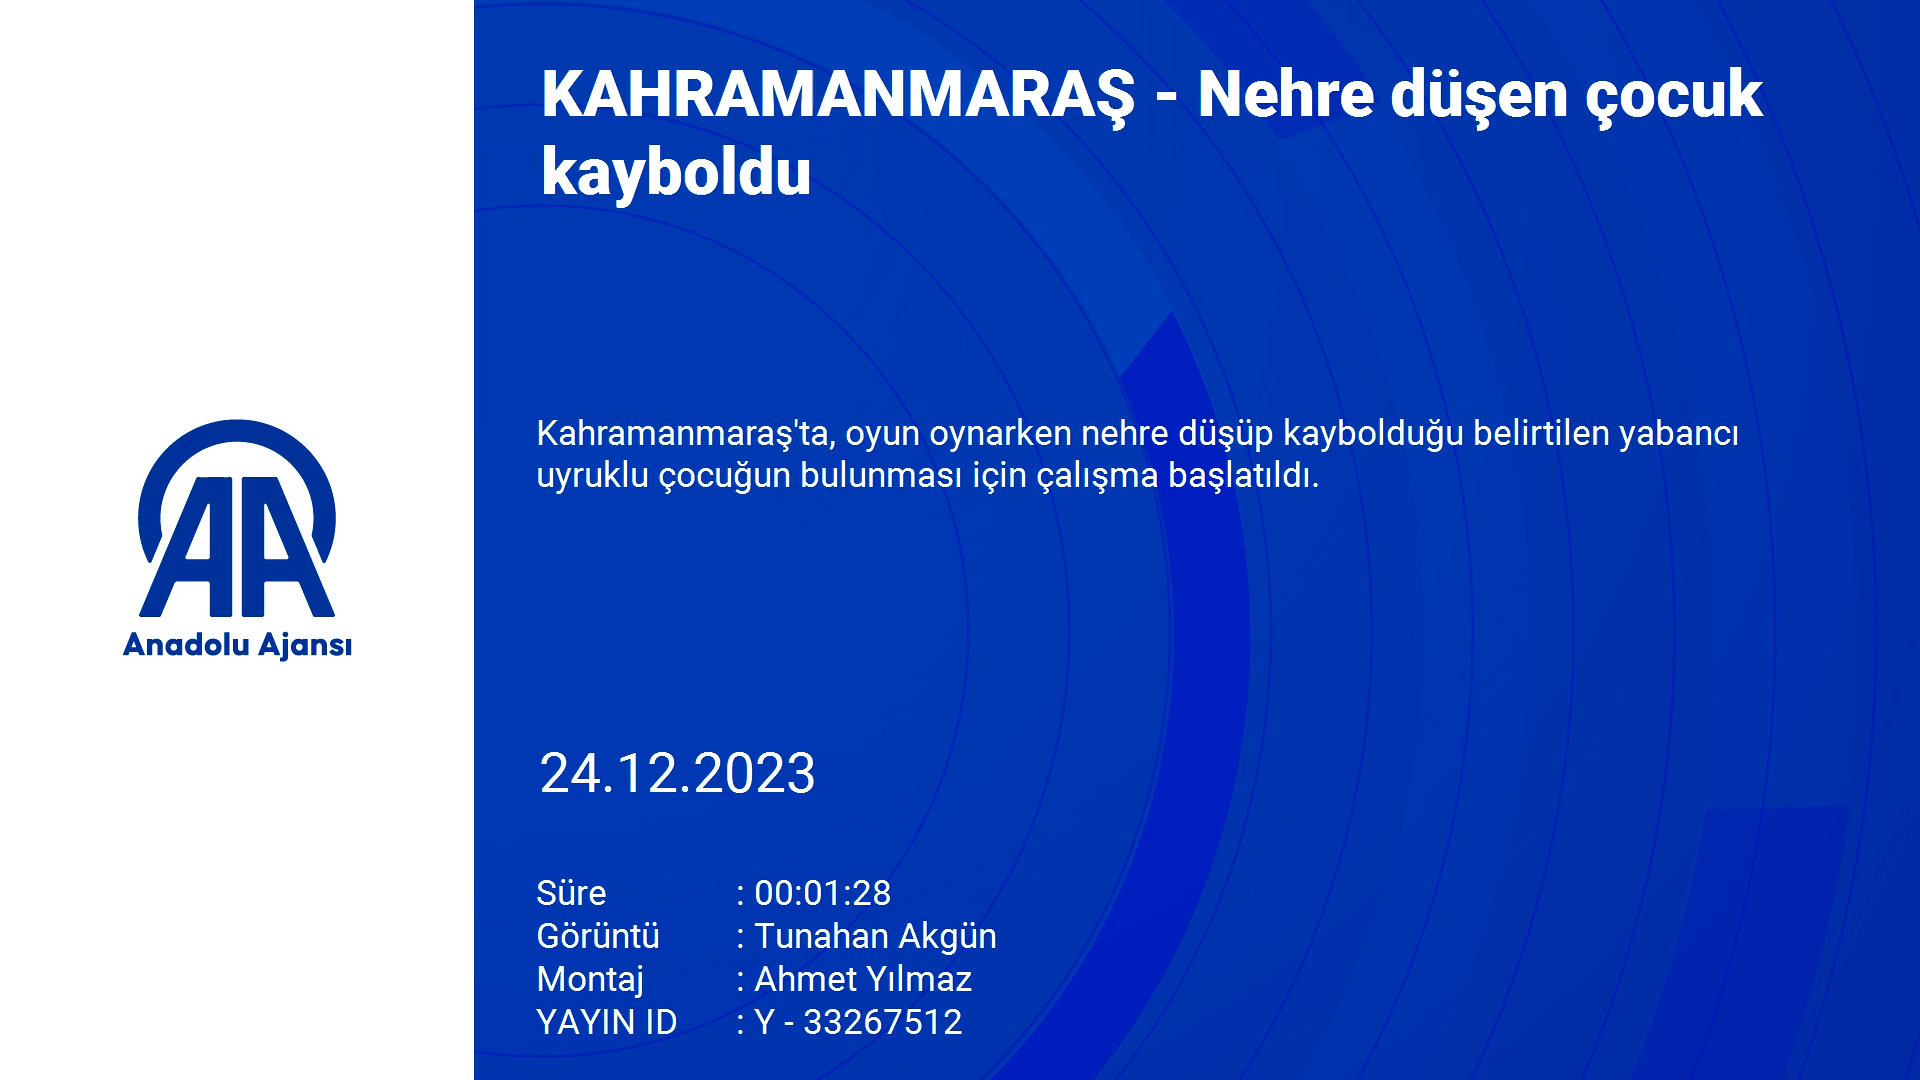 KAHRAMANMARAŞ - Nehre düşen çocuk
kayboldu
Kahramanmaraş'ta, oyun oynarken nehre düşüp kaybolduğu belirtilen yabancı
uyruklu çocuğun bulunması için çalışma başlatıldı.
AA
Anadolu Ajansı
24.12.2023
Süre : 00:01:28
Görüntü : Tunahan Akgün
Montaj : Ahmet Yılmaz
YAYIN ID : Y - 33267512